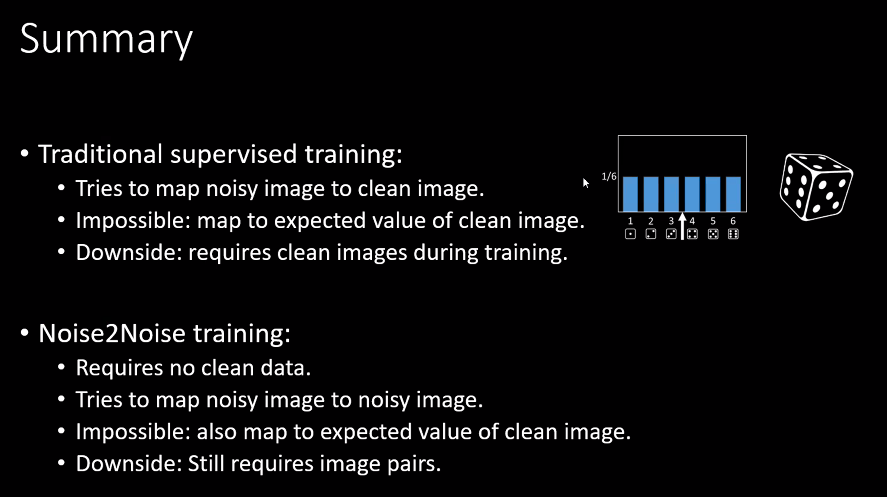 Summary
• Traditional supervised training:
• Tries to map noisy image to clean image.
• Impossible: map to expected value of clean image.
• Downside: requires clean images during training.
1/6
1 2 3 4 5 6
• Noise2Noise training:
• Requires no clean data.
• Tries to map noisy image to noisy image.
• Impossible: also map to expected value of clean image.
• Downside: Still requires image pairs.